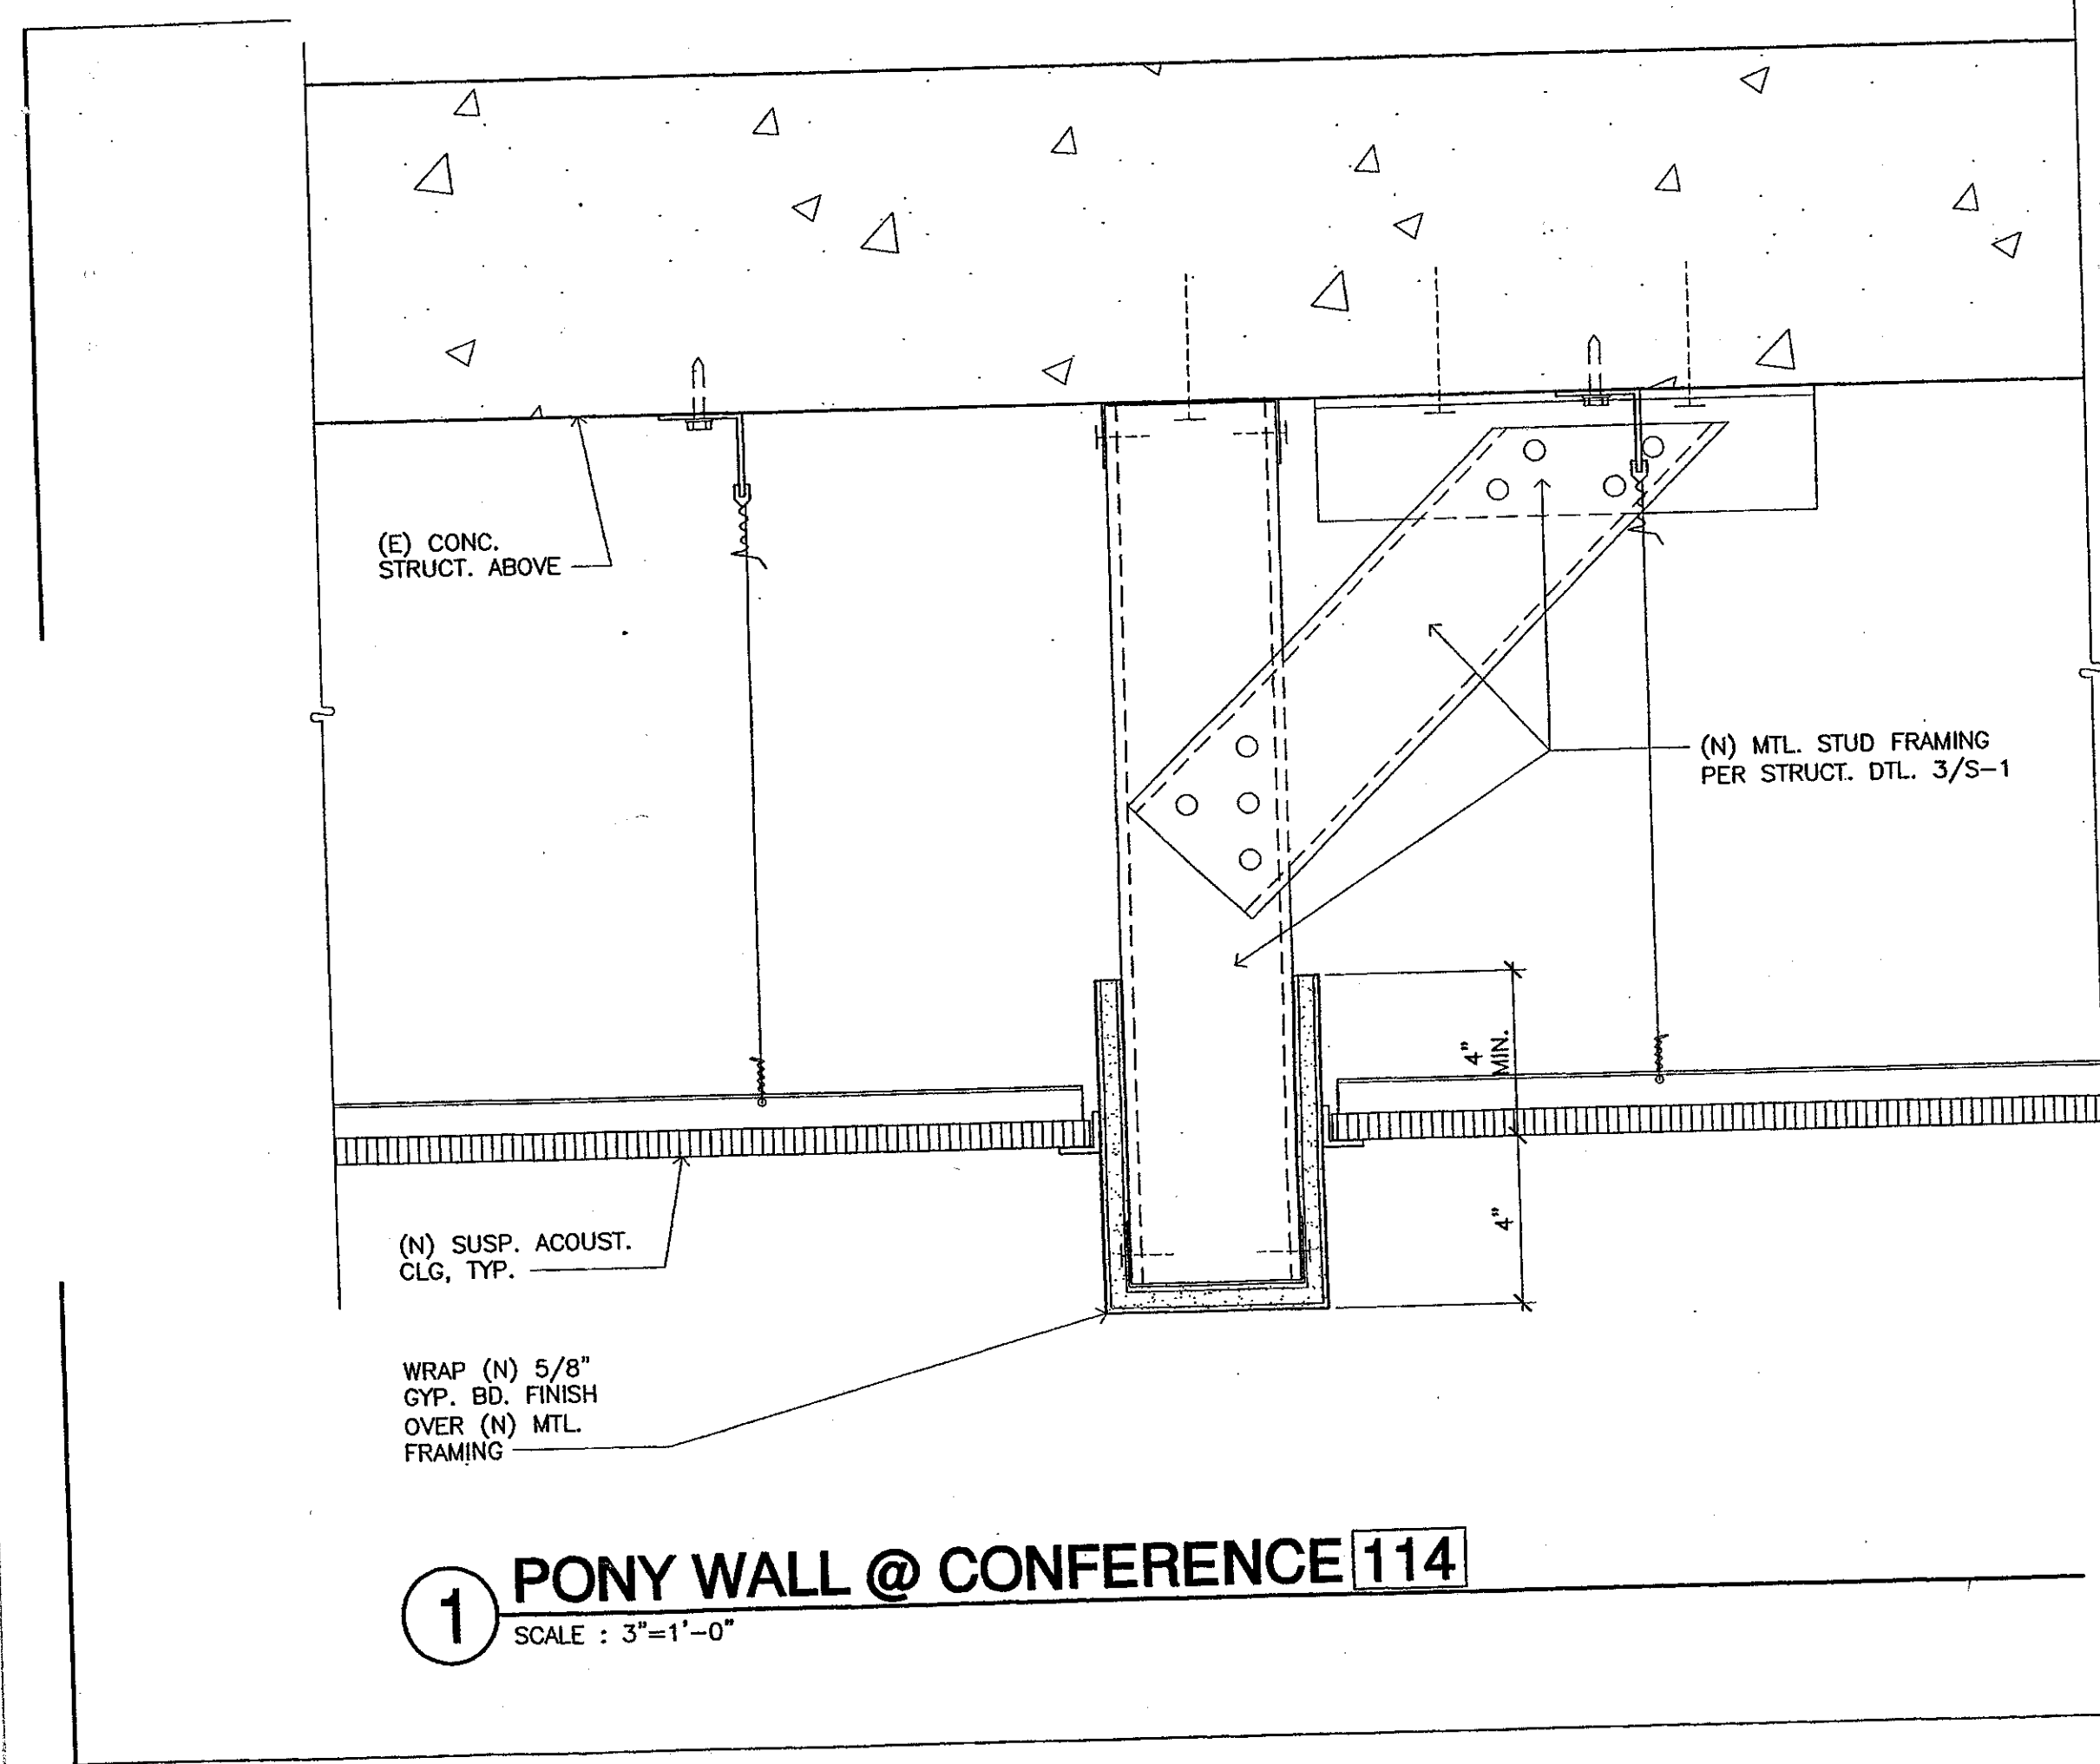 (E) CONC.
STRUCT. ABOVE
(N) MTL. STUD FRAMING
PER STRUCT. DTL. 3/S-1
4"
MIN.
4"
(N) SUSP. ACOUST.
CLG, TYP.
WRAP (N) 5/8"
GYP. BD. FINISH
OVER (N) MTL.
FRAMING
1 PONY WALL @ CONFERENCE 114
SCALE : 3"=1'-0"